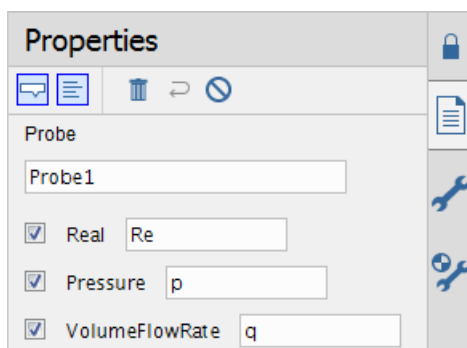 Properties
Probe
Probe1
Real Re
Pressure p
VolumeFlowRate q